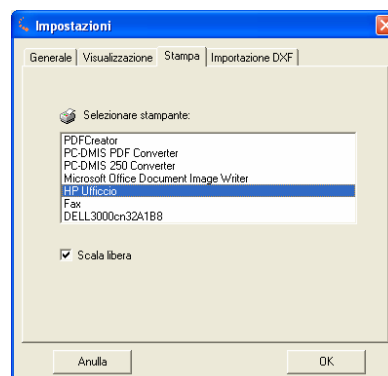 Impostazioni
Generale Visualizzazione Stampa Importazione DXF
Selezionare stampante:
PDFCreator
PC-DMIS PDF Converter
PC-DMIS 250 Converter
Microsoft Office Document Image Writer
HP Ufficcio
Fax
DELL3000cn32A1B8
Scala libera
Anulla OK